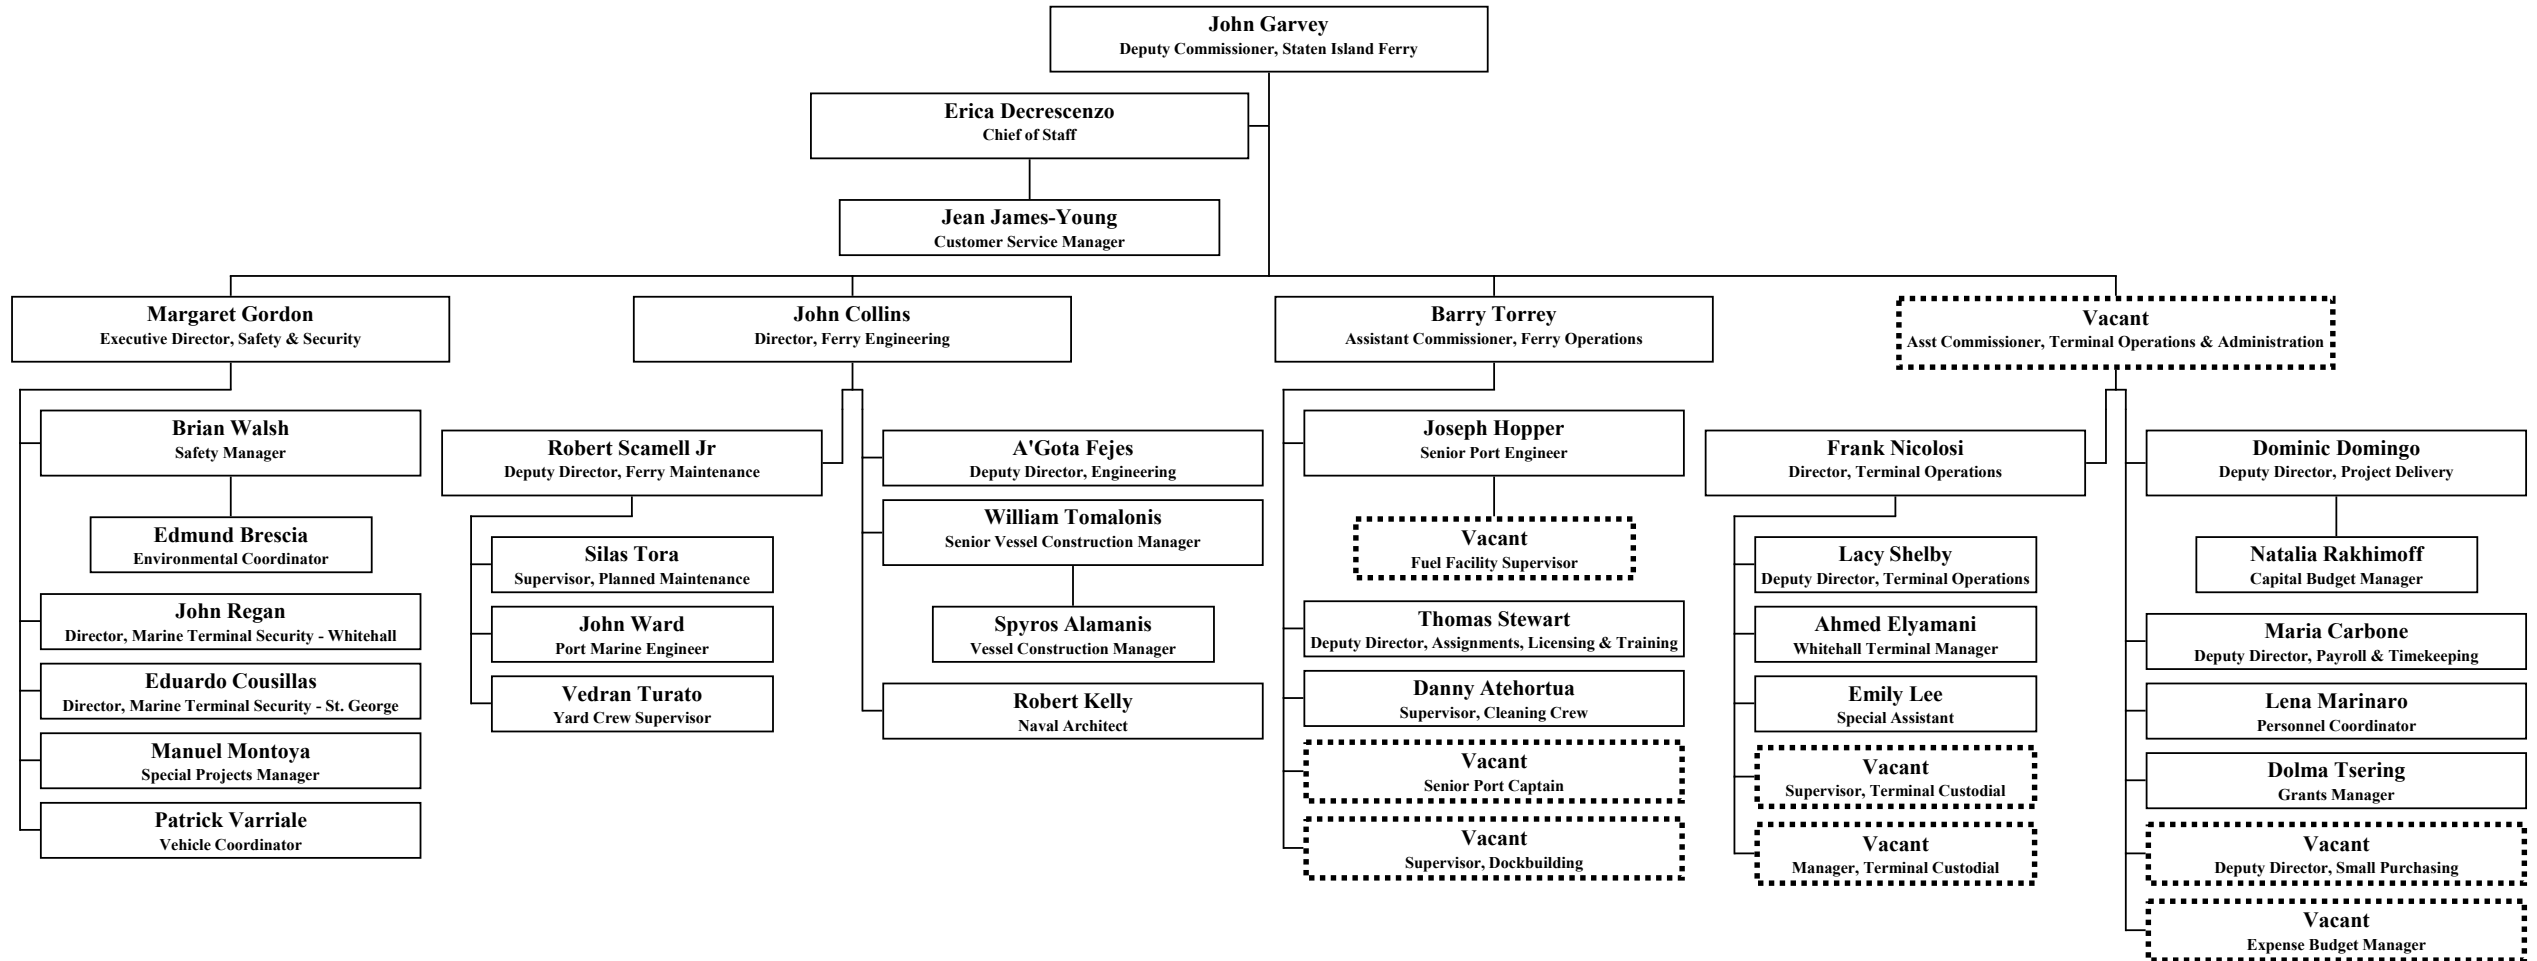 John Garvey
Deputy Commissioner, Staten Island Ferry
Erica Decrescenzo
Chief of Staff
Jean James-Young
Customer Service Manager
Margaret Gordon
Executive Director, Safety & Security
Brian Walsh
Safety Manager
Edmund Brescia
Environmental Coordinator
John Regan
Director, Marine Terminal Security - Whitehall
Eduardo Cousillas
Director, Marine Terminal Security - St. George
Manuel Montoya
Special Projects Manager
Patrick Varriale
Vehicle Coordinator
John Collins
Director, Ferry Engineering
Robert Scamell Jr
Deputy Director, Ferry Maintenance
Silas Tora
Supervisor, Planned Maintenance
John Ward
Port Marine Engineer
Vedran Turato
Yard Crew Supervisor
A'Gota Fejes
Deputy Director, Engineering
William Tomalonis
Senior Vessel Construction Manager
Spyros Alamanis
Vessel Construction Manager
Robert Kelly
Naval Architect
Barry Torrey
Assistant Commissioner, Ferry Operations
Joseph Hopper
Senior Port Engineer
Vacant
Fuel Facility Supervisor
Thomas Stewart
Deputy Director, Assignments, Licensing & Training
Danny Atehortua
Supervisor, Cleaning Crew
Vacant
Senior Port Captain
Vacant
Supervisor, Dockbuilding
Vacant
Asst Commissioner, Terminal Operations & Administration
Frank Nicolosi
Director, Terminal Operations
Lacy Shelby
Deputy Director, Terminal Operations
Ahmed Elyamani
Whitehall Terminal Manager
Emily Lee
Special Assistant
Vacant
Supervisor, Terminal Custodial
Vacant
Manager, Terminal Custodial
Dominic Domingo
Deputy Director, Project Delivery
Natalia Rakhimoff
Capital Budget Manager
Maria Carbone
Deputy Director, Payroll & Timekeeping
Lena Marinaro
Personnel Coordinator
Dolma Tsering
Grants Manager
Vacant
Deputy Director, Small Purchasing
Vacant
Expense Budget Manager